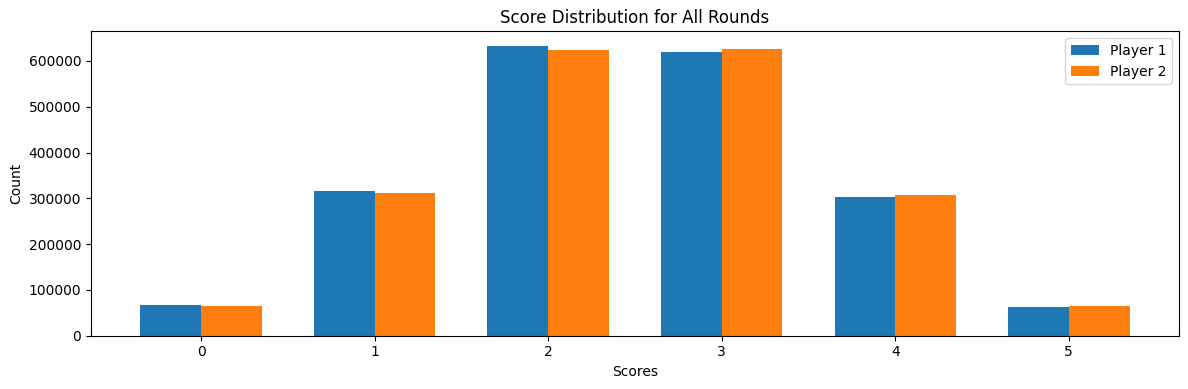 Score Distribution for All Rounds
Player 1
Player 2
Count
600000
500000
400000
300000
200000
100000
0
0 1 2 3 4 5
Scores